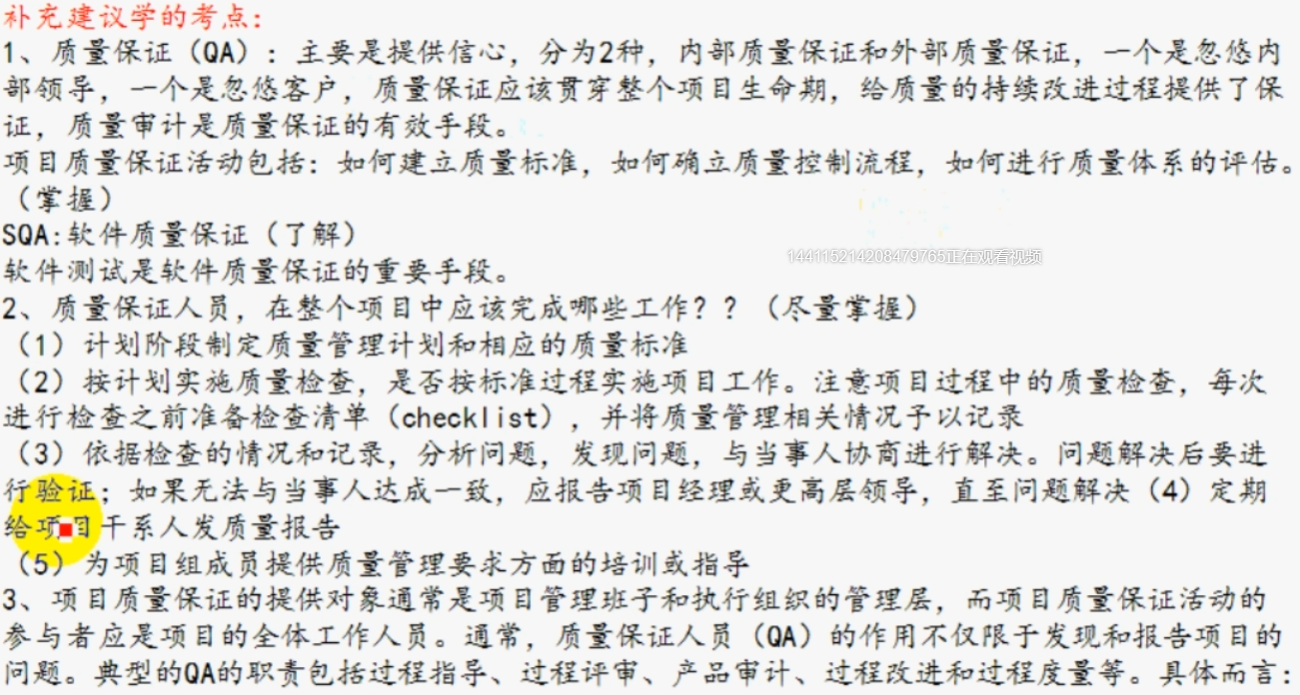 补充建议学的考点：
1、质量保证（QA）：主要是提供信心，分为2种，内部质量保证和外部质量保证，一个是忽悠内
部领导，一个是忽悠客户，质量保证应该贯穿整个项目生命期，给质量的持续改进过程提供了保
证，质量审计是质量保证的有效手段。
项目质量保证活动包括：如何建立质量标准，如何确立质量控制流程，如何进行质量体系的评估。
（掌握）
SQA:软件质量保证（了解）
144115214208479765正在观看视频
软件测试是软件质量保证的重要手段。
2、质量保证人员，在整个项目中应该完成哪些工作？？（尽量掌握）
（1）计划阶段制定质量管理计划和相应的质量标准
（2）按计划实施质量检查，是否按标准过程实施项目工作。注意项目过程中的质量检查，每次
进行检查之前准备检查清单（checklist），并将质量管理相关情况予以记录
（3）依据检查的情况和记录，分析问题，发现问题，与当事人协商进行解决。问题解决后要进
行验证；如果无法与当事人达成一致，应报告项目经理或更高层领导，直至问题解决（4）定期
给项目干系人发质量报告
（5）为项目组成员提供质量管理要求方面的培训或指导
3、项目质量保证的提供对象通常是项目管理班子和执行组织的管理层，而项目质量保证活动的
参与者应是项目的全体工作人员。通常，质量保证人员（QA）的作用不仅限于发现和报告项目的
问题。典型的QA的职责包括过程指导、过程评审、产品审计、过程改进和过程度量等。具体而言：